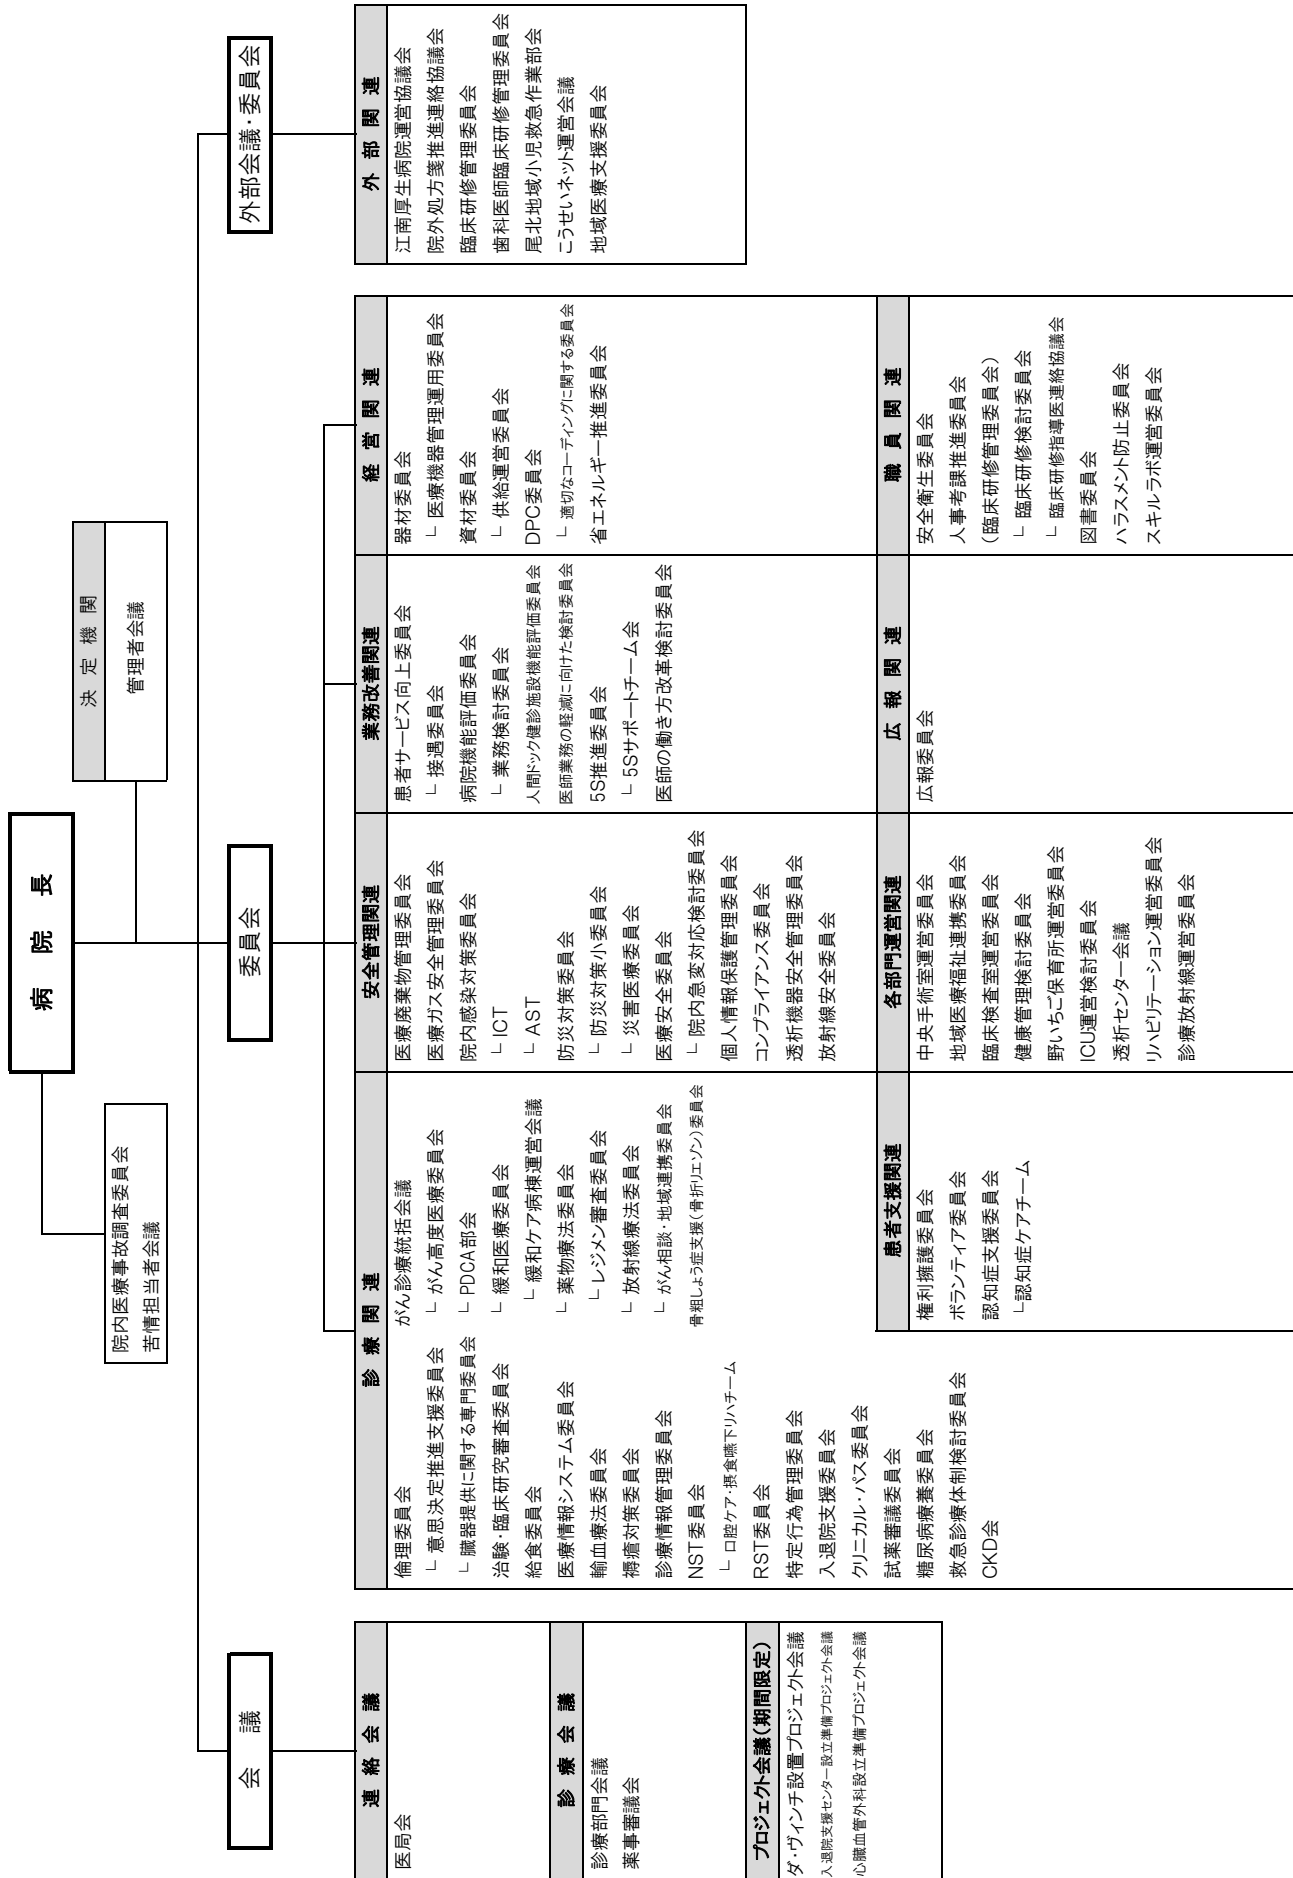 病院長
院内医療事故調査委員会
苦情担当者会議
決定機関
管理者会議
会議
委員会
外部会議・委員会
連絡会議
医局会
診療会議
診療部門会議
薬事審議会
プロジェクト会議(期間限定)
ダ・ヴィンチ設置プロジェクト会議
入退院支援センター設立準備プロジェクト会議
心臓血管外科設立準備プロジェクト会議
診療関連
倫理委員会
└ 意思決定推進支援委員会
└ 臓器提供に関する専門委員会
治験・臨床研究審査委員会
給食委員会
医療情報システム委員会
輸血療法委員会
褥瘡対策委員会
診療情報管理委員会
NST委員会
└ 口腔ケア・摂食嚥下リハチーム
RST委員会
特定行為管理委員会
入退院支援委員会
クリニカル・パス委員会
試薬審議委員会
糖尿病療養委員会
救急診療体制検討委員会
CKD会
がん診療統括会議
└ がん高度医療委員会
└ PDCA部会
└ 緩和医療委員会
└ 緩和ケア病棟運営会議
└ 薬物療法委員会
└ レジメン審査委員会
└ 放射線療法委員会
└ がん相談・地域連携委員会
骨粗しょう症支援(骨折リエゾン)委員会
安全管理関連
医療廃棄物管理委員会
医療ガス安全管理委員会
院内感染対策委員会
└ ICT
└ AST
防災対策委員会
└ 防災対策小委員会
└ 災害医療委員会
医療安全委員会
└ 院内急変対応検討委員会
個人情報保護管理委員会
コンプライアンス委員会
透析機器安全管理委員会
放射線安全委員会
業務改善関連
患者サービス向上委員会
└ 接遇委員会
病院機能評価委員会
└ 業務検討委員会
人間ドック健診施設機能評価委員会
医師業務の軽減に向けた検討委員会
5S推進委員会
└ 5Sサポートチーム会
医師の働き方改革検討委員会
経営関連
器材委員会
└ 医療機器管理運用委員会
資材委員会
└ 供給運営委員会
DPC委員会
└ 適切なコーディングに関する委員会
省エネルギー推進委員会
外部関連
江南厚生病院運営協議会
院外処方箋推進連絡協議会
臨床研修管理委員会
歯科医師臨床研修管理委員会
尾北地域小児救急作業部会
こうせいネット運営会議
地域医療支援委員会
患者支援関連
権利擁護委員会
ボランティア委員会
認知症支援委員会
└認知症ケアチーム
各部門運営関連
中央手術室運営委員会
地域医療福祉連携委員会
臨床検査室運営委員会
健康管理検討委員会
野いちご保育所運営委員会
ICU運営検討委員会
透析センター会議
リハビリテーション運営委員会
診療放射線運営委員会
広報関連
広報委員会
職員関連
安全衛生委員会
人事考課推進委員会
(臨床研修管理委員会)
└ 臨床研修検討委員会
└ 臨床研修指導医連絡協議会
図書委員会
ハラスメント防止委員会
スキルラボ運営委員会